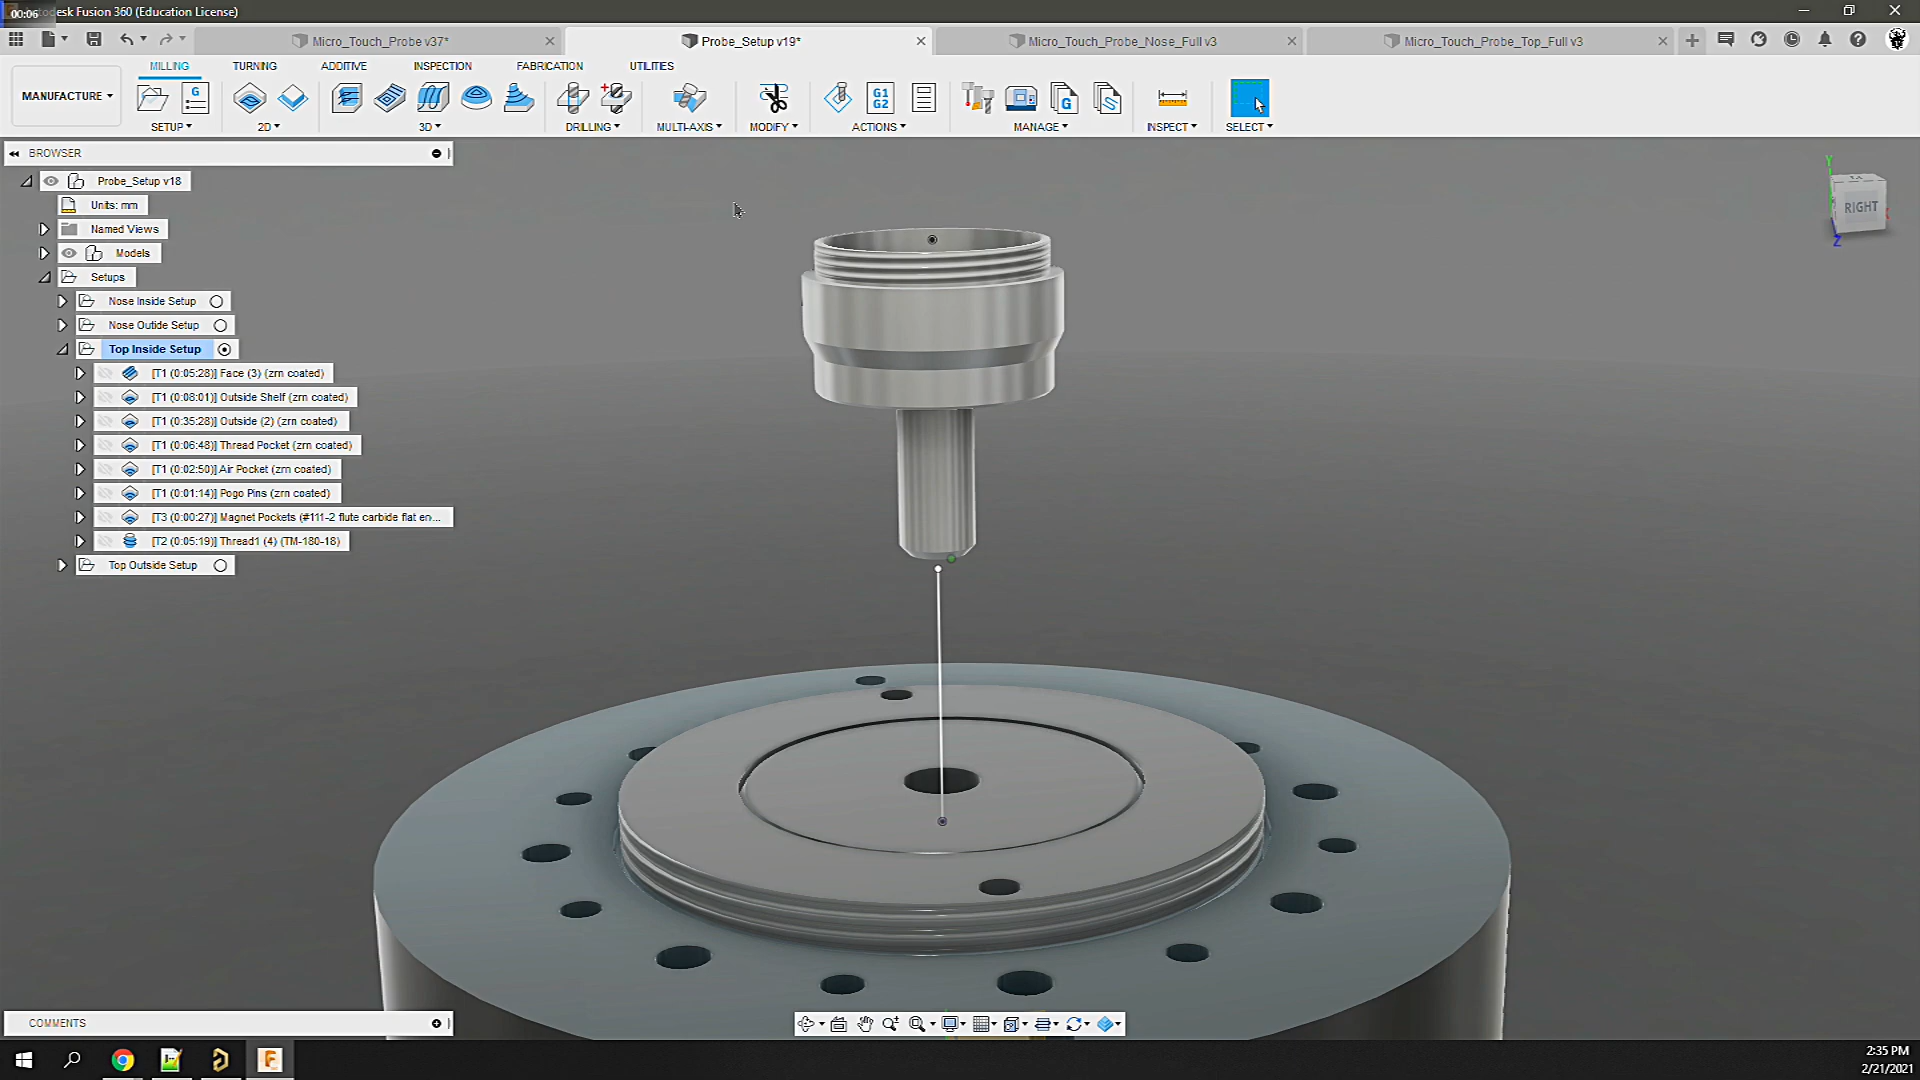 00:06
desk Fusion 360 (Education License)
Micro_Touch_Probe v37*
Probe_Setup v19*
Micro_Touch_Probe_Nose_Full v3
Micro_Touch_Probe_Top_Full v3
MILLING TURNING ADDITIVE INSPECTION FABRICATION UTILITIES
MANUFACTURE
G
G1
G2
G
SETUP 2D 3D DRILLING MULTI-AXIS MODIFY ACTIONS MANAGE INSPECT SELECT
BROWSER
Probe_Setup v18
Units: mm
Named Views
Models
Setups
Nose Inside Setup
Nose Outide Setup
Top Inside Setup
[T1 (0:05:28)] Face (3) (zrn coated)
[T1 (0:08:01)] Outside Shelf (zrn coated)
[T1 (0:35:28)] Outside (2) (zrn coated)
[T1 (0:06:48)] Thread Pocket (zrn coated)
[T1 (0:02:50)] Air Pocket (zrn coated)
[T1 (0:01:14)] Pogo Pins (zrn coated)
[T3 (0:00:27)] Magnet Pockets (#111-2 flute carbide flat en...
[T2 (0:05:19)] Thread1 (4) (TM-180-18)
Top Outside Setup
Y
RIGHT
X
Z
COMMENTS
2:35 PM
2/21/2021